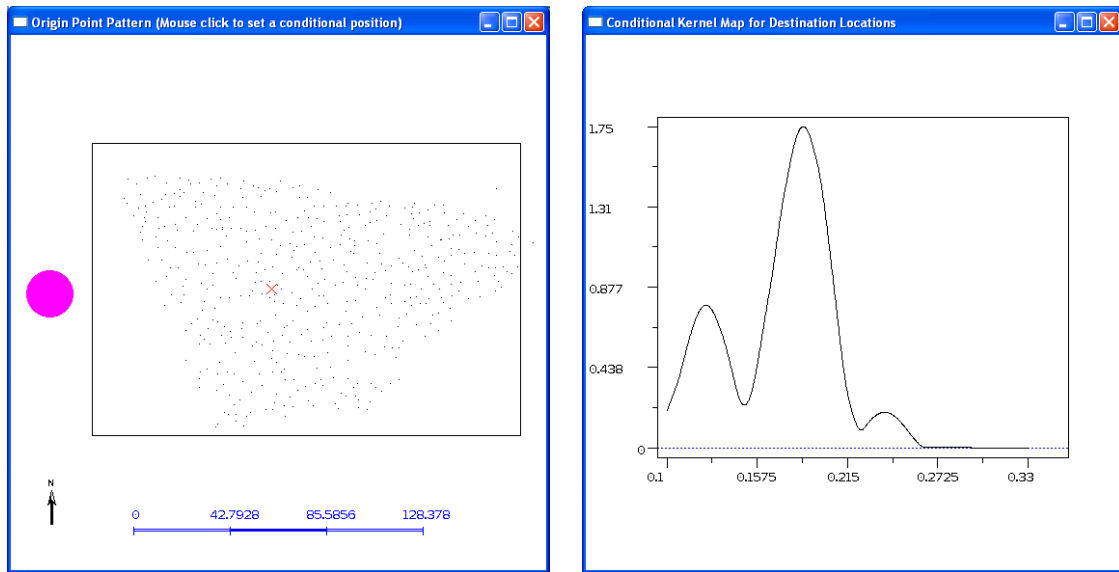 Origin Point Pattern (Mouse click to set a conditional position)
N
0 42.7928 85.5856 128.378
Conditional Kernel Map for Destination Locations
1.75
1.31
0.877
0.438
0
0.1 0.1575 0.215 0.2725 0.33